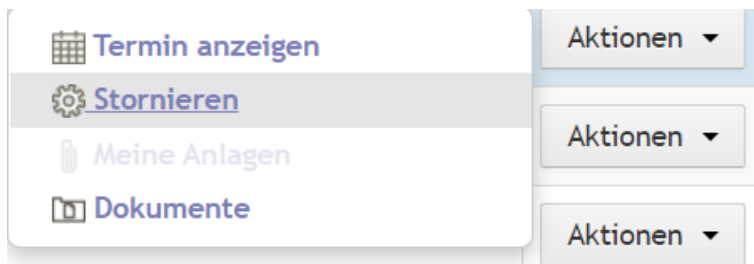 Termin anzeigen
Stornieren
Meine Anlagen
Dokumente
Aktionen
Aktionen
Aktionen